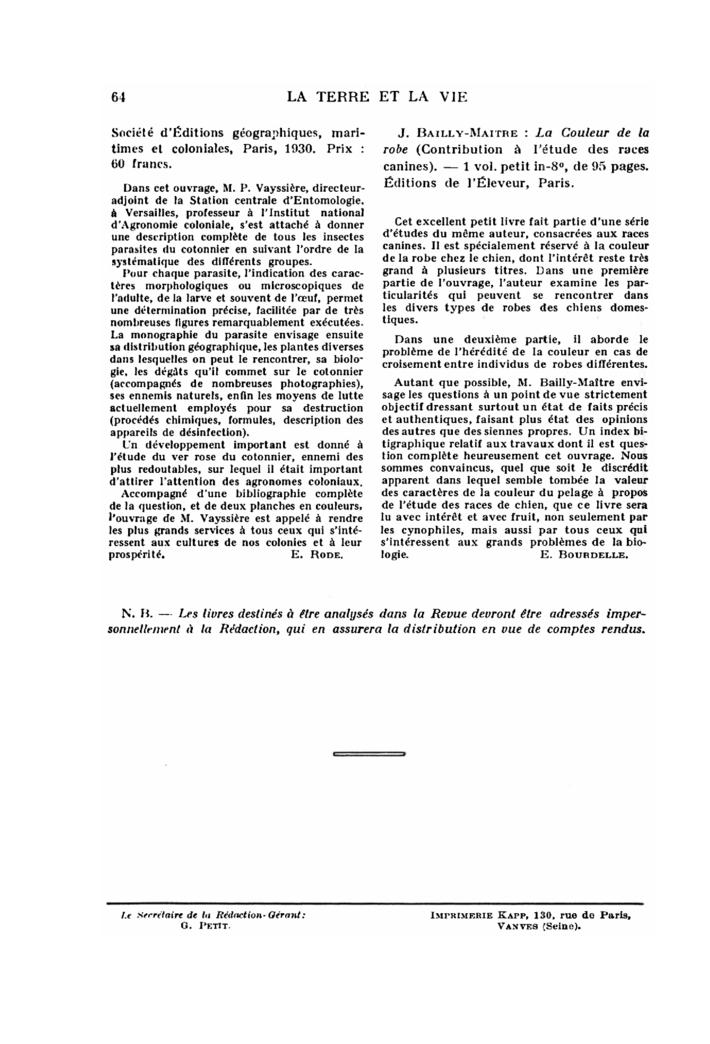 64
LA TERRE ET LA VIE
Société d'Éditions géographiques, mari-
times et coloniales, Paris, 1930. Prix :
60 francs.
Dans cet ouvrage, M. P. Vayssière, directeur-
adjoint de la Station centrale d'Entomologie.
à Versailles, professeur à l'Institut national
d'Agronomie coloniale, s'est attaché à donner
une description complète de tous les insectes
parasites du cotonnier en suivant l'ordre de la
systématique des différents groupes.
Pour chaque parasite, l'indication des carac-
tères morphologiques ou microscopiques de
l'adulte, de la larve et souvent de l'œuf, permet
une détermination précise, facilitée par de très
nombreuses figures remarquablement exécutées.
La monographie du parasite envisage ensuite
sa distribution géographique, les plantes diverses
dans lesquelles on peut le rencontrer, sa biolo-
gie, les dégâts qu'il commet sur le cotonnier
(accompagnés de nombreuses photographies),
ses ennemis naturels, enfin les moyens de lutte
actuellement employés pour sa destruction
(procédés chimiques, formules, description des
appareils de désinfection).
Un développement important est donné à
l'étude du ver rose du cotonnier, ennemi des
plus redoutables, sur lequel il était important
d'attirer l'attention des agronomes coloniaux.
Accompagné d'une bibliographie complète
de la question, et de deux planches en couleurs,
l'ouvrage de M. Vayssière est appelé à rendre
les plus grands services à tous ceux qui s'inté-
ressent aux cultures de nos colonies et à leur
prospérité. E. RODE.
J. BAILLY-MAITRE : La Couleur de la
robe (Contribution à l'étude des races
canines). — 1 vol. petit in-8º, de 95 pages.
Éditions de l'Éleveur, Paris.
Cet excellent petit livre fait partie d'une série
d'études du même auteur, consacrées aux races
canines. Il est spécialement réservé à la couleur
de la robe chez le chien, dont l'intérêt reste très
grand à plusieurs titres. Dans une première
partie de l'ouvrage, l'auteur examine les par-
ticularités qui peuvent se rencontrer dans
les divers types de robes des chiens domes-
tiques.
Dans une deuxième partie, il aborde le
problème de l'hérédité de la couleur en cas de
croisement entre individus de robes différentes.
Autant que possible, M. Bailly-Maître envi-
sage les questions à un point de vue strictement
objectif dressant surtout un état de faits précis
et authentiques, faisant plus état des opinions
des autres que des siennes propres. Un index bi-
tigraphique relatif aux travaux dont il est ques-
tion complète heureusement cet ouvrage. Nous
sommes convaincus, quel que soit le discrédit
apparent dans lequel semble tombée la valeur
des caractères de la couleur du pelage à propos
de l'étude des races de chien, que ce livre sera
lu avec intérêt et avec fruit, non seulement par
les cynophiles, mais aussi par tous ceux qui
s'intéressent aux grands problèmes de la bio-
logie. E. BOURDELLE.
N. B. — Les livres destinés à être analysés dans la Revue devront être adressés imper-
sonnellement à la Rédaction, qui en assurera la distribution en vue de comptes rendus.
Le Secrétaire de la Rédaction-Gérant:
G. PETIT.
IMPRIMERIE KAPP, 130, rue de Paris,
VANVES (Seine).